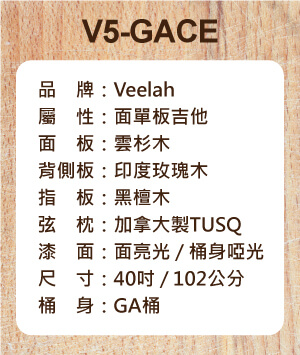 V5-GACE
品　牌：Veelah
屬　性：面單板吉他
面　板：雲杉木
背側板：印度玫瑰木
指　板：黑檀木
弦　枕：加拿大製TUSQ
漆　面：面亮光 / 桶身啞光
尺　寸：40吋 / 102公分
桶　身：GA桶